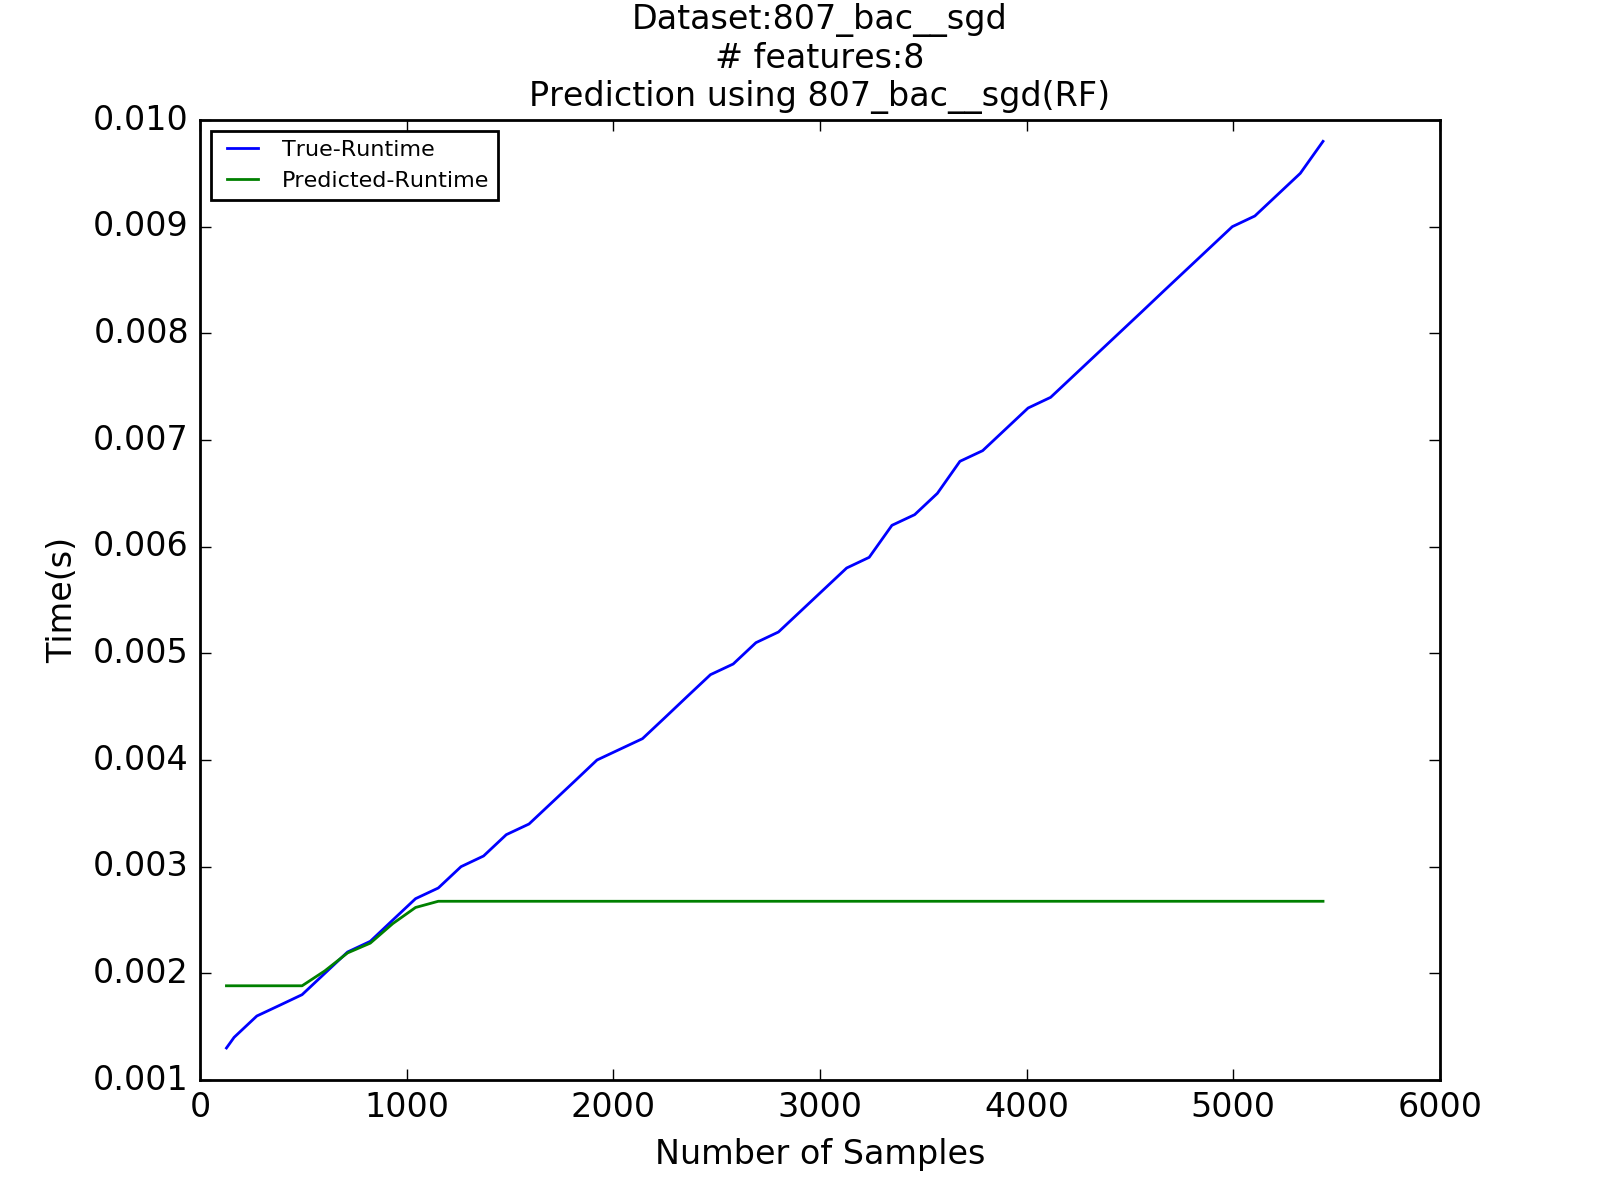 Dataset:807_bac__sgd
# features:8
Prediction using 807_bac__sgd(RF)
True-Runtime
Predicted-Runtime
0.010
0.009
0.008
0.007
0.006
0.005
0.004
0.003
0.002
0.001
Time(s)
0 1000 2000 3000 4000 5000 6000
Number of Samples